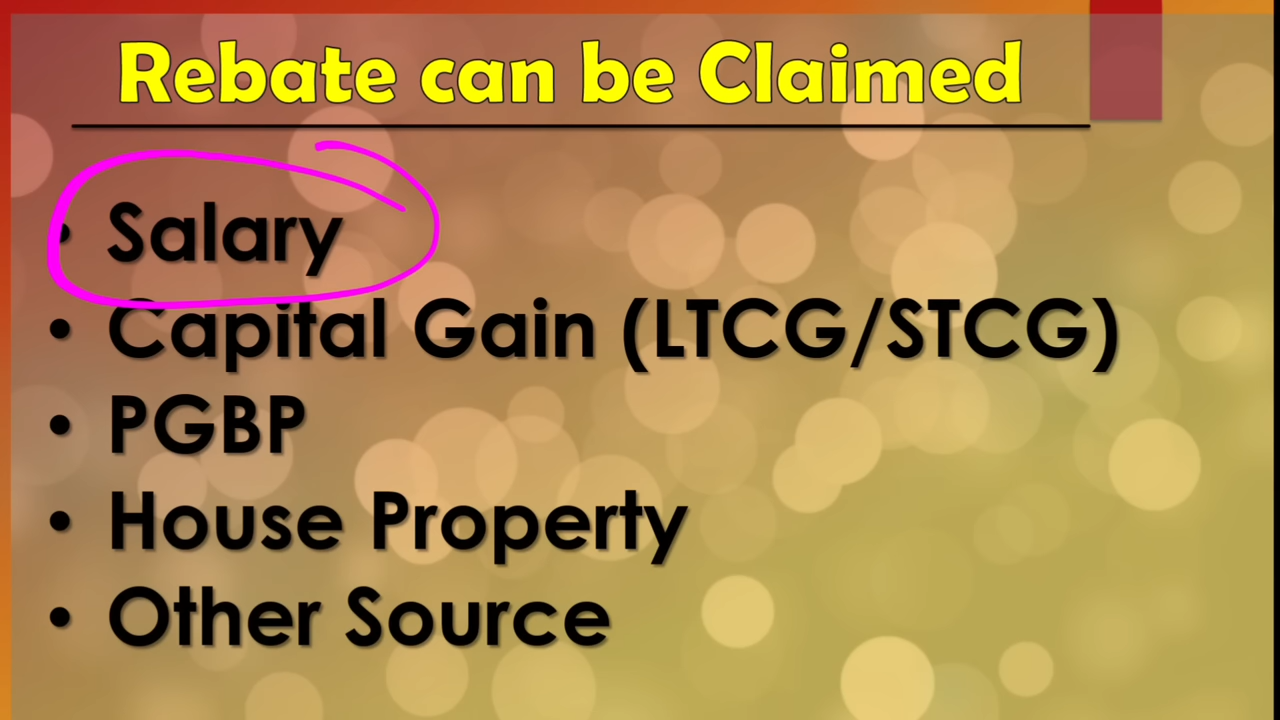 Rebate can be Claimed
• Salary
• Capital Gain (LTCG/STCG)
• PGBP
• House Property
• Other Source